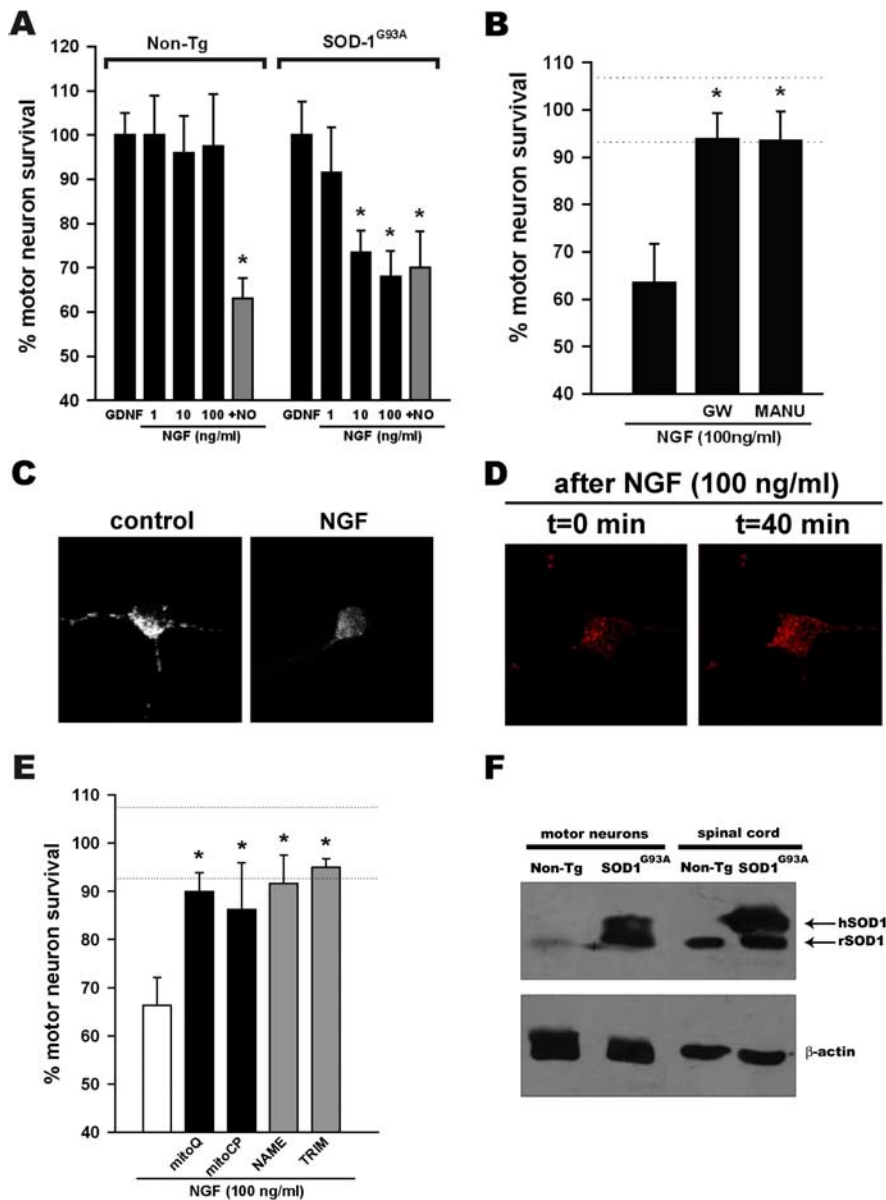 A
Non-Tg
SOD-1G93A
% motor neuron survival
120
110
100
90
80
70
60
50
40
*
* * *
GDNF 1 10 100 +NO
NGF (ng/ml)
GDNF 1 10 100 +NO
NGF (ng/ml)
B
% motor neuron survival
110
100
90
80
70
60
50
40
* *
GW MANU
NGF (100ng/ml)
C
control
NGF
D
after NGF (100 ng/ml)
t=0 min
t=40 min
E
% motor neuron survival
110
100
90
80
70
60
50
40
* * * *
mitoQ mitoCP NAME TRIM
NGF (100 ng/ml)
F
motor neurons
spinal cord
Non-Tg SOD1G93A
Non-Tg SOD1G93A
hSOD1
rSOD1
β-actin